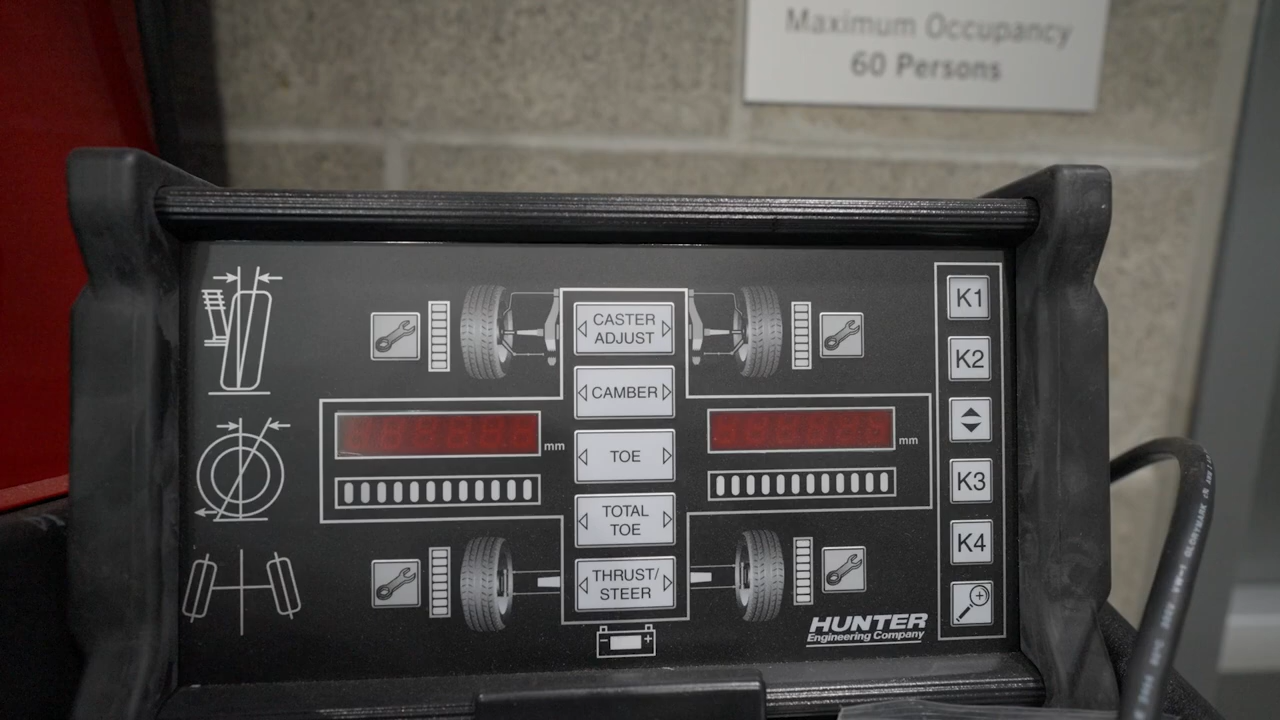 Maximum Occupancy
60 Persons
CASTER
ADJUST
CAMBER
mm
TOE
mm
TOTAL
TOE
THRUST/
STEER
K1
K2
K3
K4
HUNTER
Engineering Company